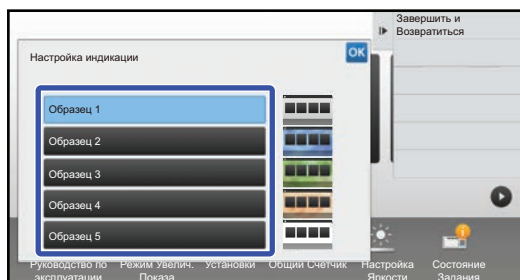 Завершить и
Возвратиться
OK
Настройка индикации
Образец 1
Образец 2
Образец 3
Образец 4
Образец 5
Руководство по эксплуатации
Режим Увелич. Показа
Установки
Общий Счетчик
Настройка Яркости
Состояние Задания